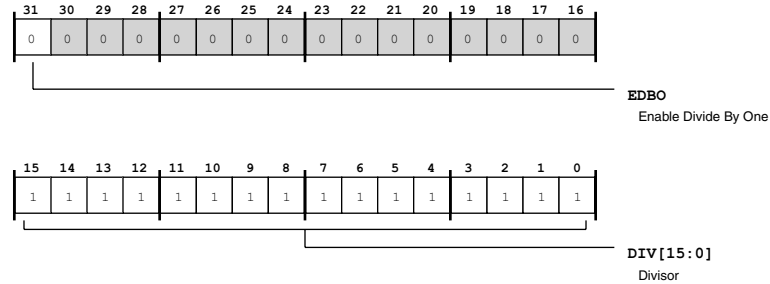 31 30 29 28 27 26 25 24 23 22 21 20 19 18 17 16
0 0 0 0 0 0 0 0 0 0 0 0 0 0 0 0
EDBO
Enable Divide By One
15 14 13 12 11 10 9 8 7 6 5 4 3 2 1 0
1 1 1 1 1 1 1 1 1 1 1 1 1 1 1 1
DIV[15:0]
Divisor